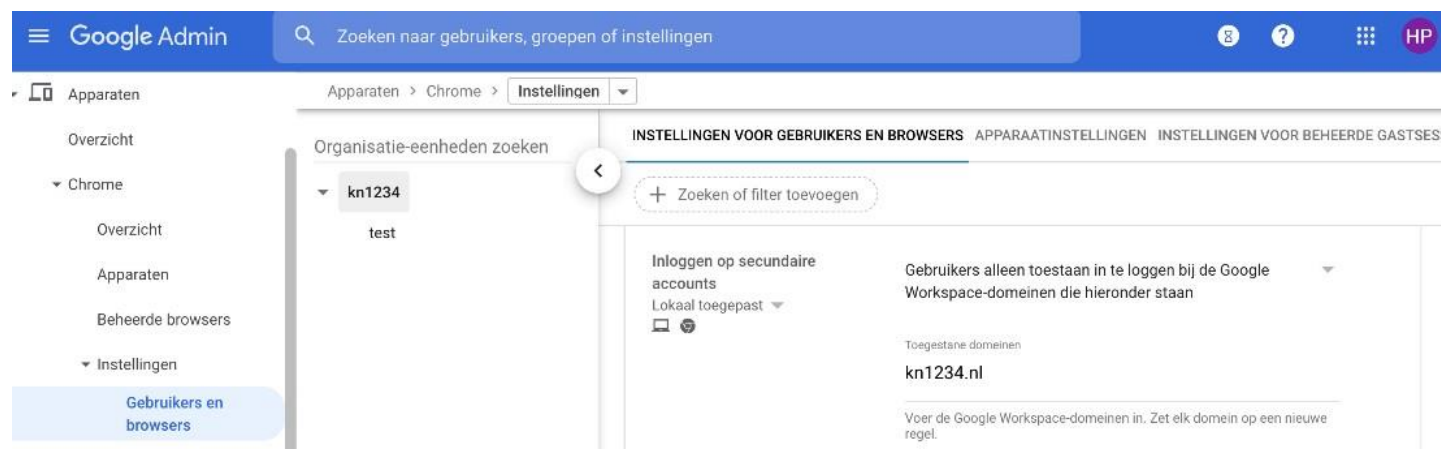 Google Admin
Zoeken naar gebruikers, groepen of instellingen
HP
Apparaten
Overzicht
Chrome
Overzicht
Apparaten
Beheerde browsers
Instellingen
Gebruikers en
browsers
Apparaten > Chrome > Instellingen
Organisatie-eenheden zoeken
kn1234
test
INSTELLINGEN VOOR GEBRUIKERS EN BROWSERS APPARAATINSTELLINGEN INSTELLINGEN VOOR BEHEERDE GASTSES
+ Zoeken of filter toevoegen
Inloggen op secundaire
accounts
Lokaal toegepast
Gebruikers alleen toestaan in te loggen bij de Google
Workspace-domeinen die hieronder staan
Toegestane domeinen
kn1234.nl
Voer de Google Workspace-domeinen in. Zet elk domein op een nieuwe
regel.